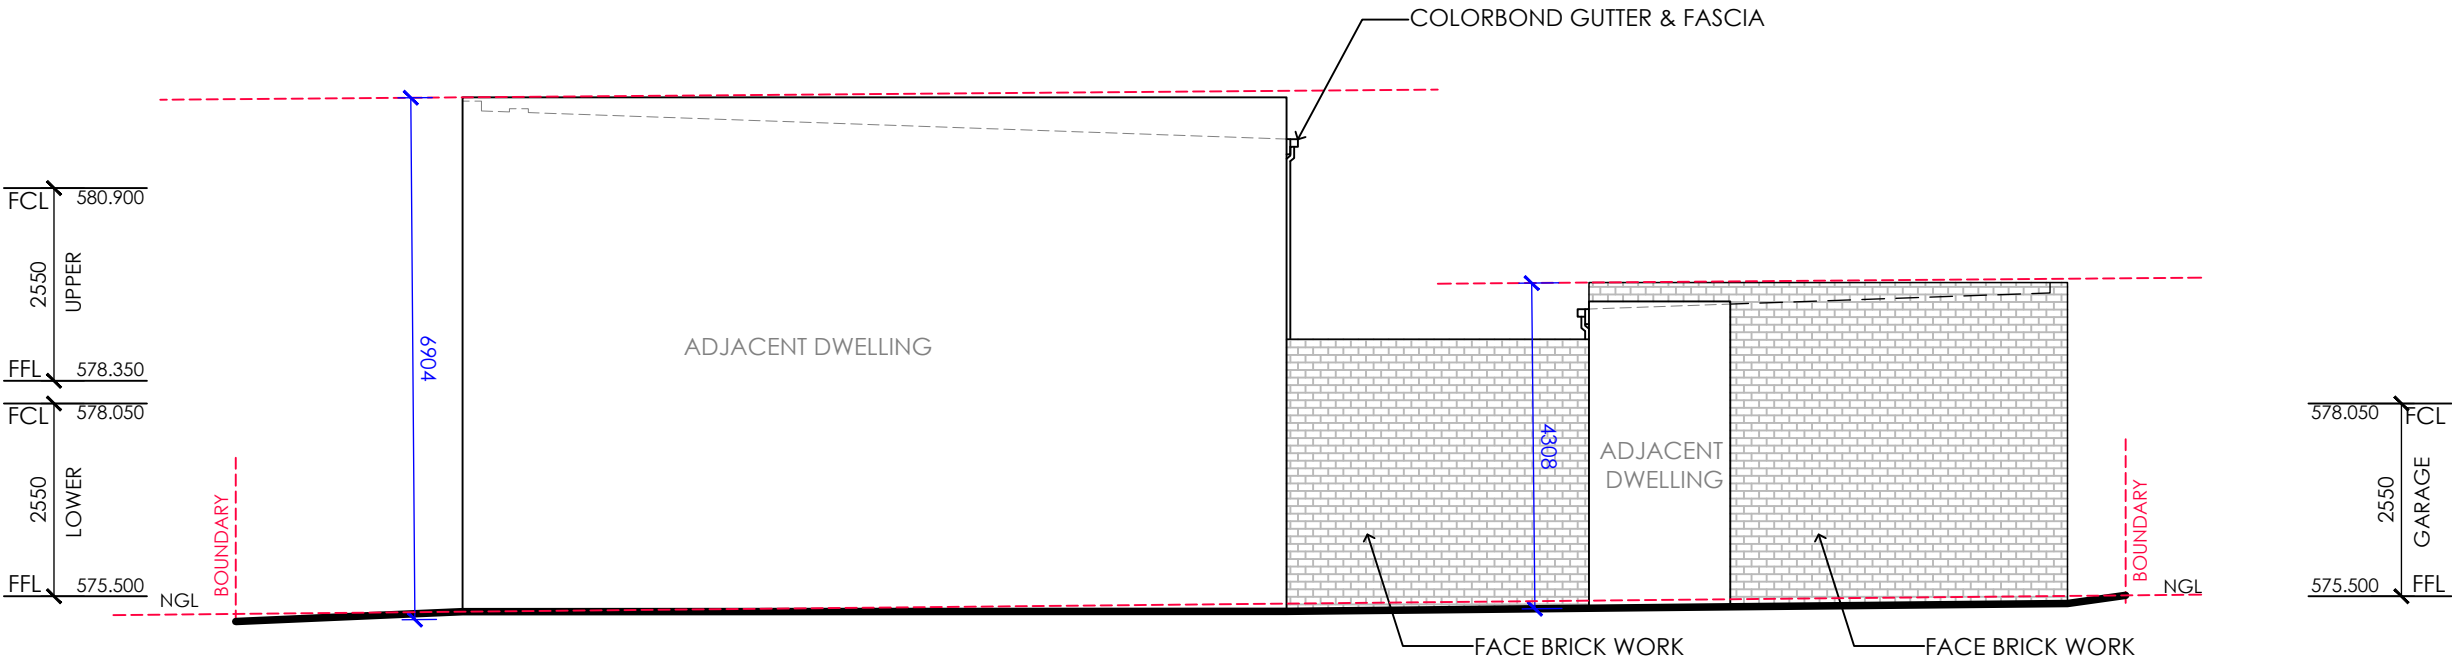 COLORBOND GUTTER & FASCIA
FCL 580.900
2550
UPPER
FFL 578.350
FCL 578.050
2550
LOWER
FFL 575.500
NGL
BOUNDARY
6904
ADJACENT DWELLING
4308
ADJACENT
DWELLING
FACE BRICK WORK
FACE BRICK WORK
BOUNDARY
NGL
578.050 FCL
2550
GARAGE
575.500 FFL